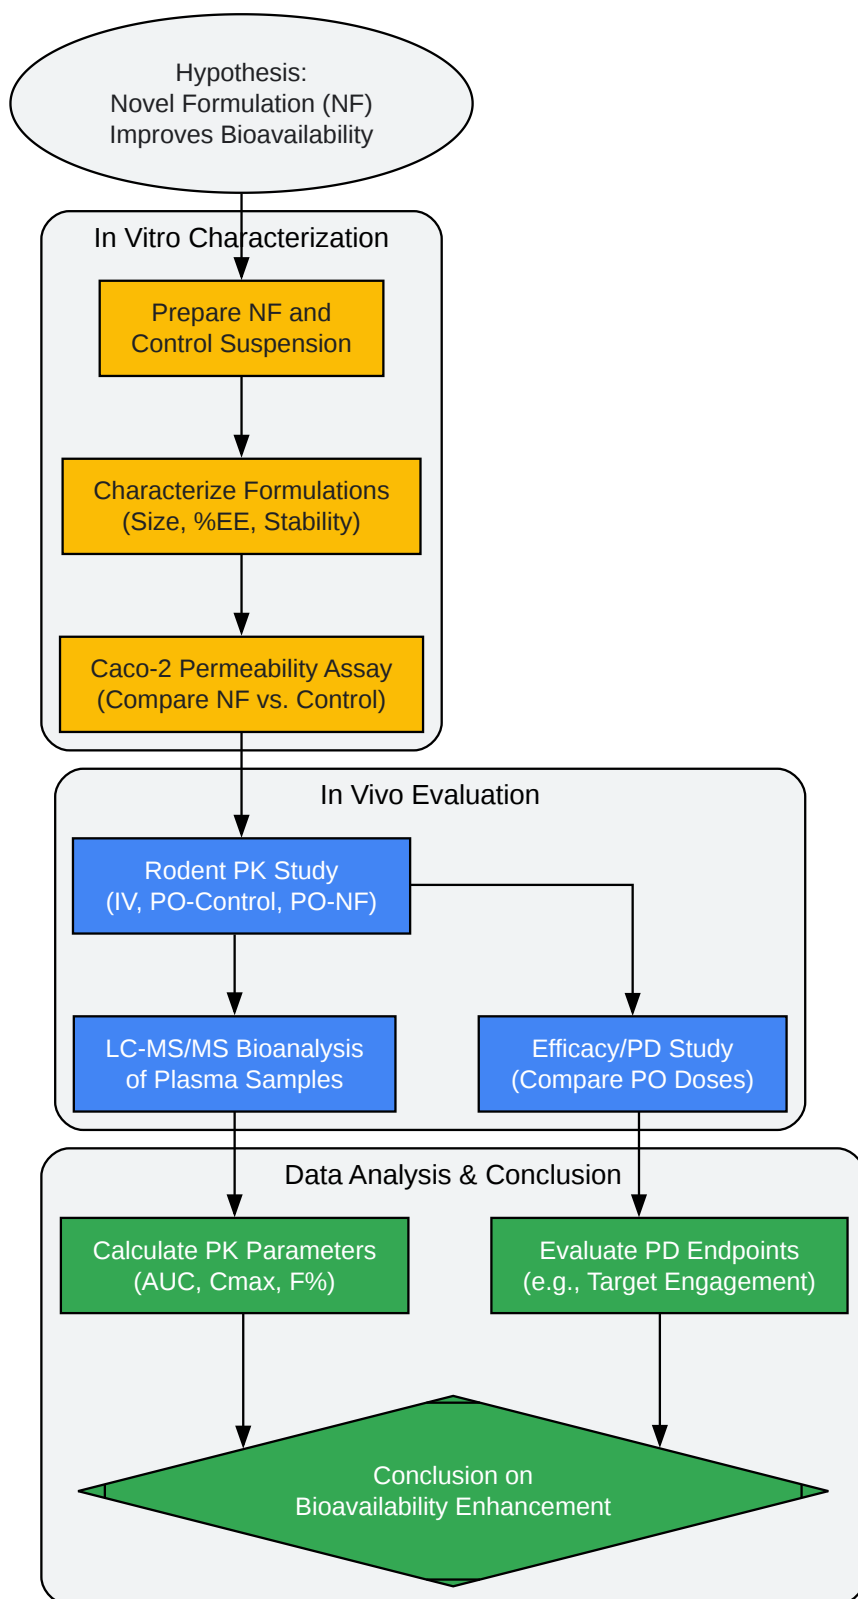 Hypothesis:
Novel Formulation (NF)
Improves Bioavailability
In Vitro Characterization
Prepare NF and
Control Suspension
Characterize Formulations
(Size, %EE, Stability)
Caco-2 Permeability Assay
(Compare NF vs. Control)
In Vivo Evaluation
Rodent PK Study
(IV, PO-Control, PO-NF)
LC-MS/MS Bioanalysis
of Plasma Samples
Efficacy/PD Study
(Compare PO Doses)
Data Analysis & Conclusion
Calculate PK Parameters
(AUC, Cmax, F%)
Evaluate PD Endpoints
(e.g., Target Engagement)
Conclusion on
Bioavailability Enhancement